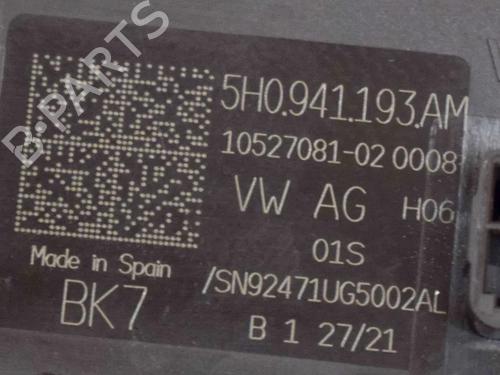 B-PARTS
5H0.941.193.AM
10527081-02 0008
VW AG H06
01S
Made in Spain
/SN92471UG5002AL
BK7
B 1 27/21